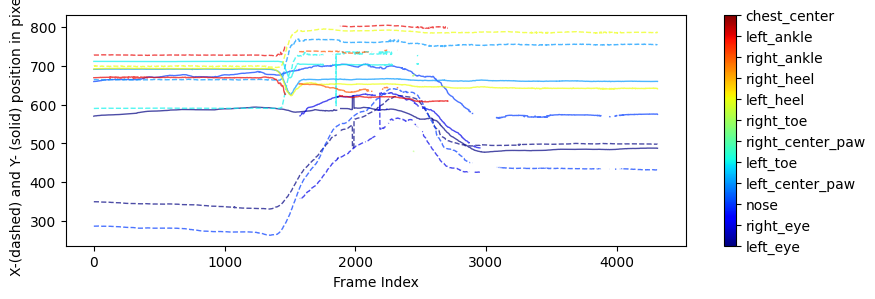 X-(dashed) and Y- (solid) position in pixe
800
700
600
500
400
300
0
1000
2000
3000
4000
Frame Index
chest_center
left_ankle
right_ankle
right_heel
left_heel
right_toe
right_center_paw
left_toe
left_center_paw
nose
right_eye
left_eye